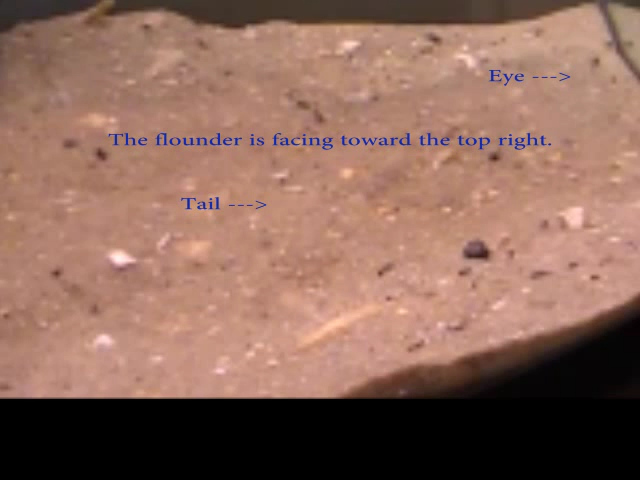 Eye --->
The flounder is facing toward the top right.
Tail --->